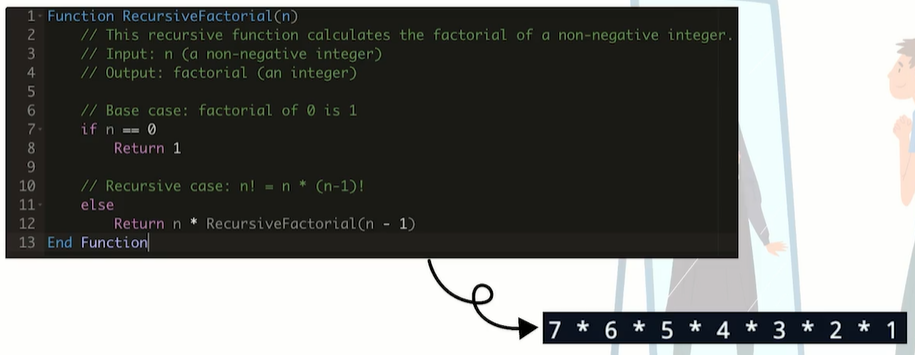 1 Function RecursiveFactorial(n)
2 // This recursive function calculates the factorial of a non-negative integer.
3 // Input: n (a non-negative integer)
4 // Output: factorial (an integer)
5
6 // Base case: factorial of 0 is 1
7 if n == 0
8 Return 1
9
10 // Recursive case: n! = n * (n-1)!
11 else
12 Return n * RecursiveFactorial(n - 1)
13 End Function
7 * 6 * 5 * 4 * 3 * 2 * 1